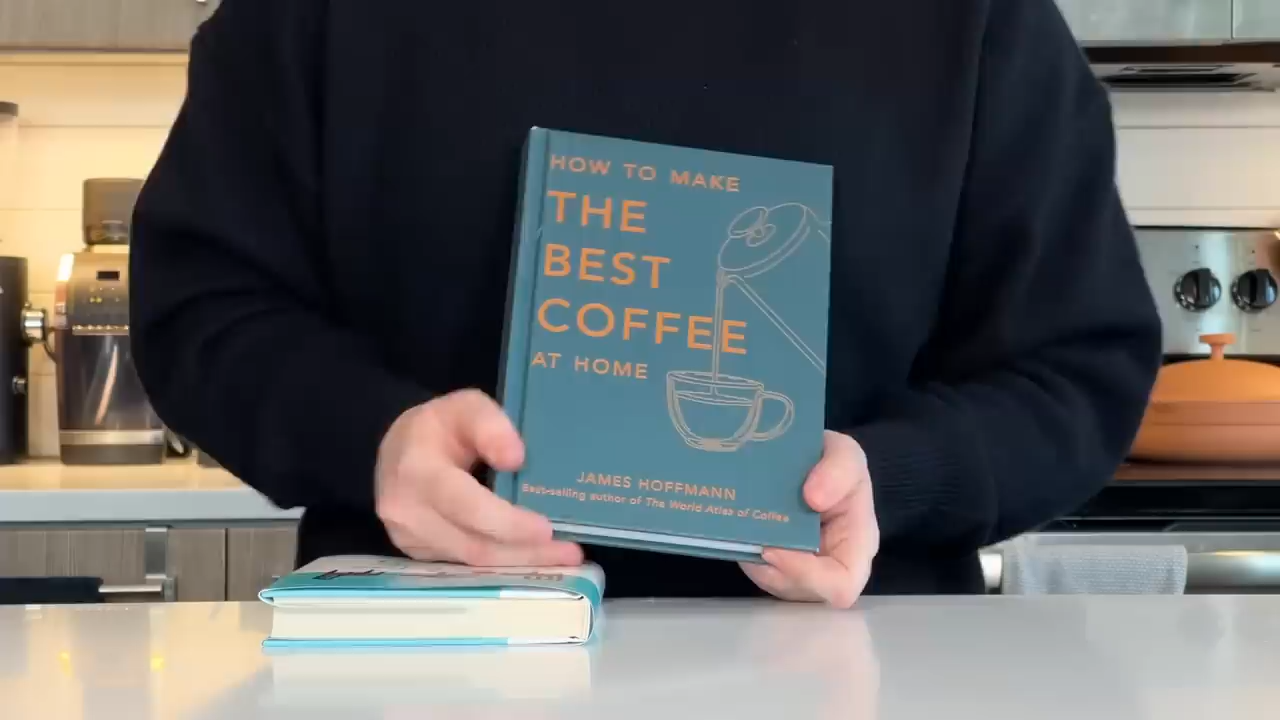 HOW TO MAKE
THE
BEST
COFFEE
AT HOME
JAMES HOFFMANN
Best-selling author of The World Atlas of Coffee